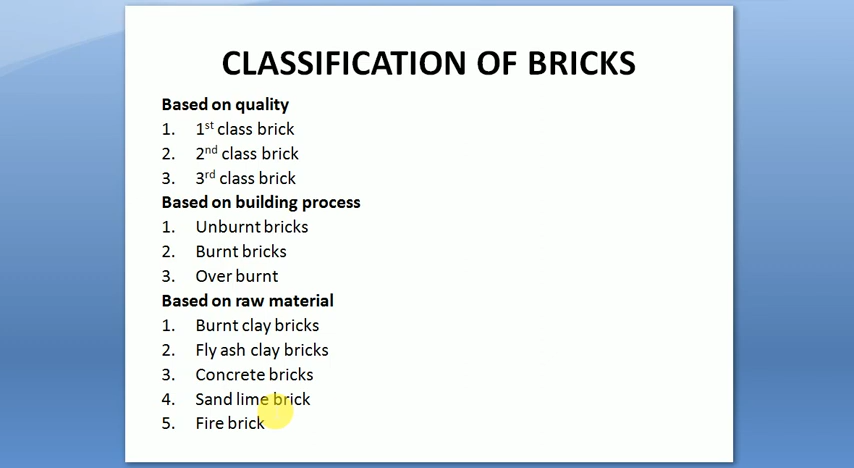 CLASSIFICATION OF BRICKS
Based on quality
1. 1st class brick
2. 2nd class brick
3. 3rd class brick
Based on building process
1. Unburnt bricks
2. Burnt bricks
3. Over burnt
Based on raw material
1. Burnt clay bricks
2. Fly ash clay bricks
3. Concrete bricks
4. Sand lime brick
5. Fire brick